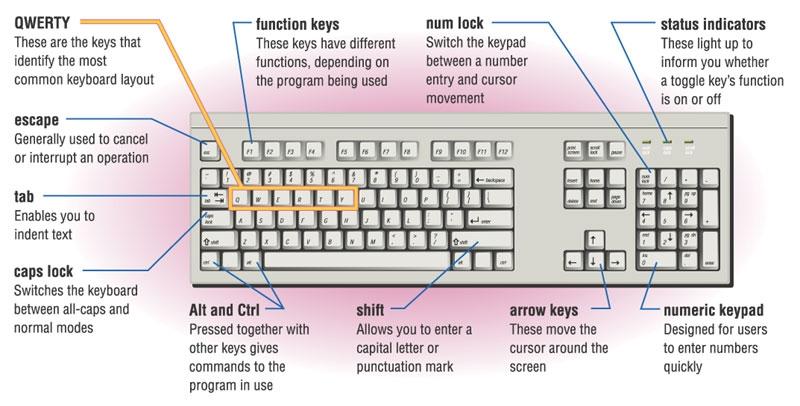 QWERTY
These are the keys that
identify the most
common keyboard layout
function keys
These keys have different
functions, depending on
the program being used
num lock
Switch the keypad
between a number
entry and cursor
movement
status indicators
These light up to
inform you whether
a toggle key's function
is on or off
escape
Generally used to cancel
or interrupt an operation
tab
Enables you to
indent text
caps lock
Switches the keyboard
between all-caps and
normal modes
esc F1 F2 F3 F4 F5 F6 F7 F8 F9 F10 F11 F12 print screen scroll lock pause
backspace insert home num lock
tab Q W E R T Y U I O P delete end page down home 7 8 pg up 9
caps lock A S D F G H J K L enter 4 5 6
shift Z X C V B N M shift end 1 2 pg dn 3
ctrl alt alt ctrl ins 0 del enter
Alt and Ctrl
Pressed together with
other keys gives
commands to the
program in use
shift
Allows you to enter a
capital letter or
punctuation mark
arrow keys
These move the
cursor around the
screen
numeric keypad
Designed for users
to enter numbers
quickly